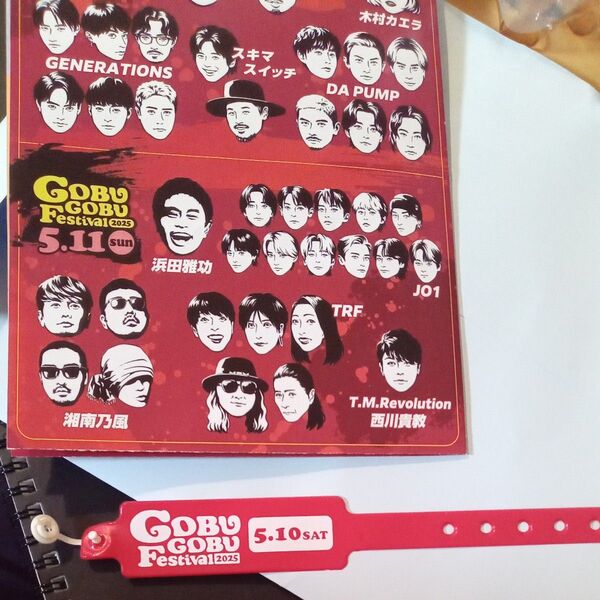 木村カエラ
GENERATIONS
スキマ
スイッチ
DA PUMP
GOBU
GOBU
Festival 2025
5.11 sun
浜田雅功
JO1
TRF
湘南乃風
T.M.Revolution
西川貴教
GOBU
GOBU
Festival 2025
5.10 SAT